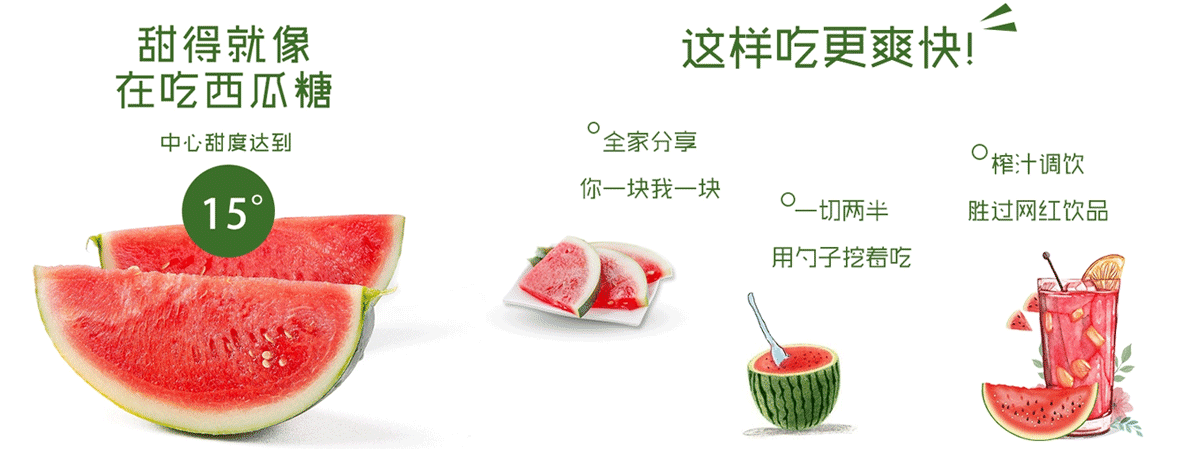 甜得就像
在吃西瓜糖
中心甜度达到
15°
这样吃更爽快!
全家分享
你一块我一块
一切两半
用勺子挖着吃
榨汁调饮
胜过网红饮品